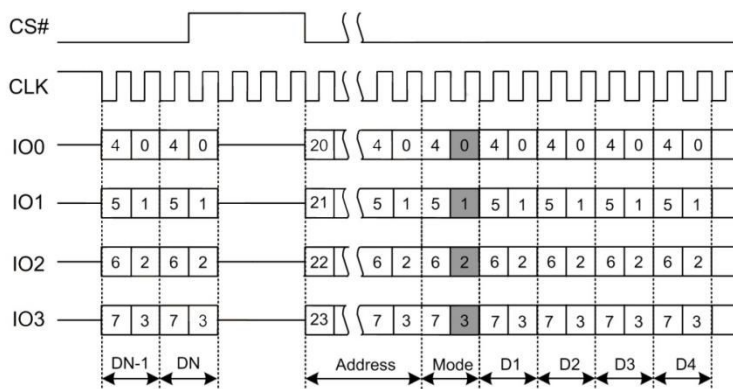 CS#
CLK
IO0 4 0 4 0 20 4 0 4 0 4 0 4 0 4 0 4 0
IO1 5 1 5 1 21 5 1 5 1 5 1 5 1 5 1 5 1
IO2 6 2 6 2 22 6 2 6 2 6 2 6 2 6 2 6 2
IO3 7 3 7 3 23 7 3 7 3 7 3 7 3 7 3 7 3
DN-1 DN Address Mode D1 D2 D3 D4